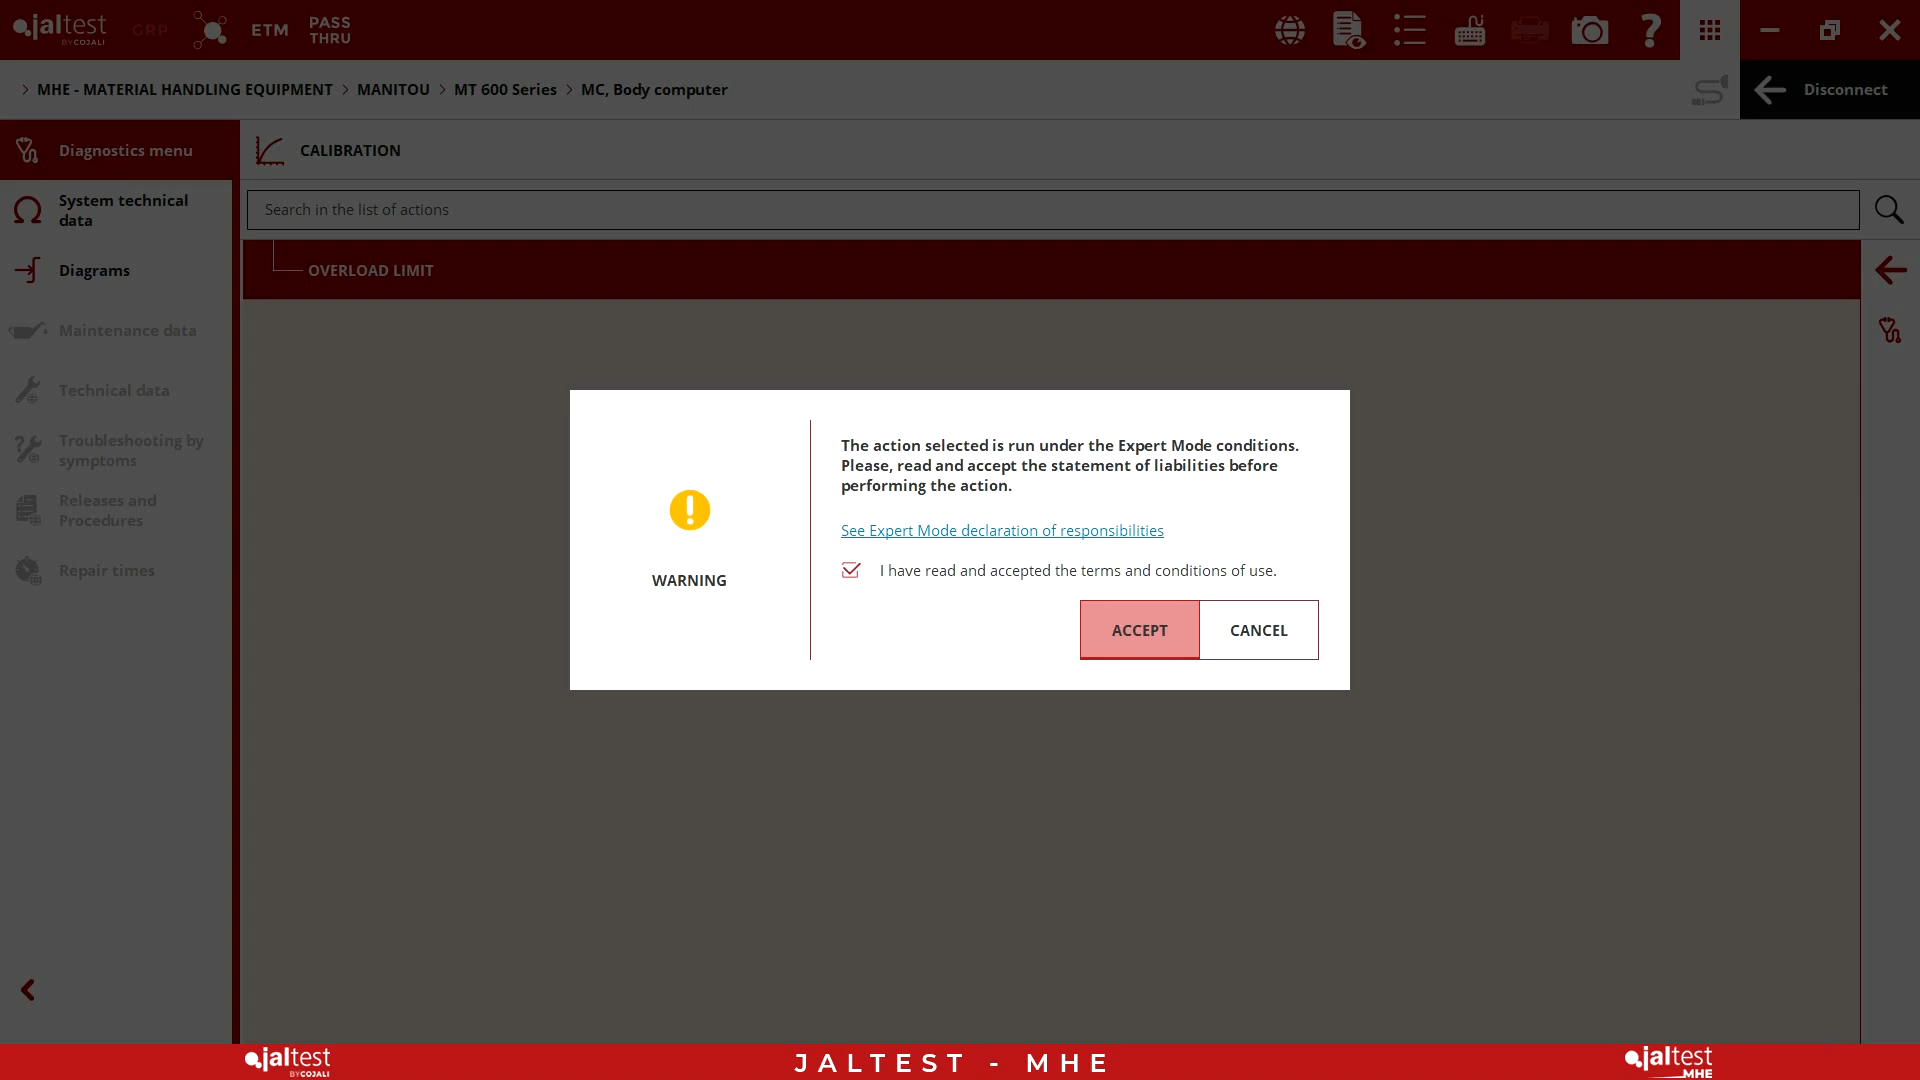 jaltest
BY COJALI
GRP
ETM
PASS
THRU
MHE - MATERIAL HANDLING EQUIPMENT
MANITOU
MT 600 Series
MC, Body computer
Disconnect
Diagnostics menu
CALIBRATION
System technical
data
Search in the list of actions
Diagrams
OVERLOAD LIMIT
Maintenance data
Technical data
Troubleshooting by
symptoms
Releases and
Procedures
Repair times
The action selected is run under the Expert Mode conditions.
Please, read and accept the statement of liabilities before
performing the action.
See Expert Mode declaration of responsibilities
I have read and accepted the terms and conditions of use.
WARNING
ACCEPT
CANCEL
jaltest
BY COJALI
JALTEST - MHE
jaltest
MHE